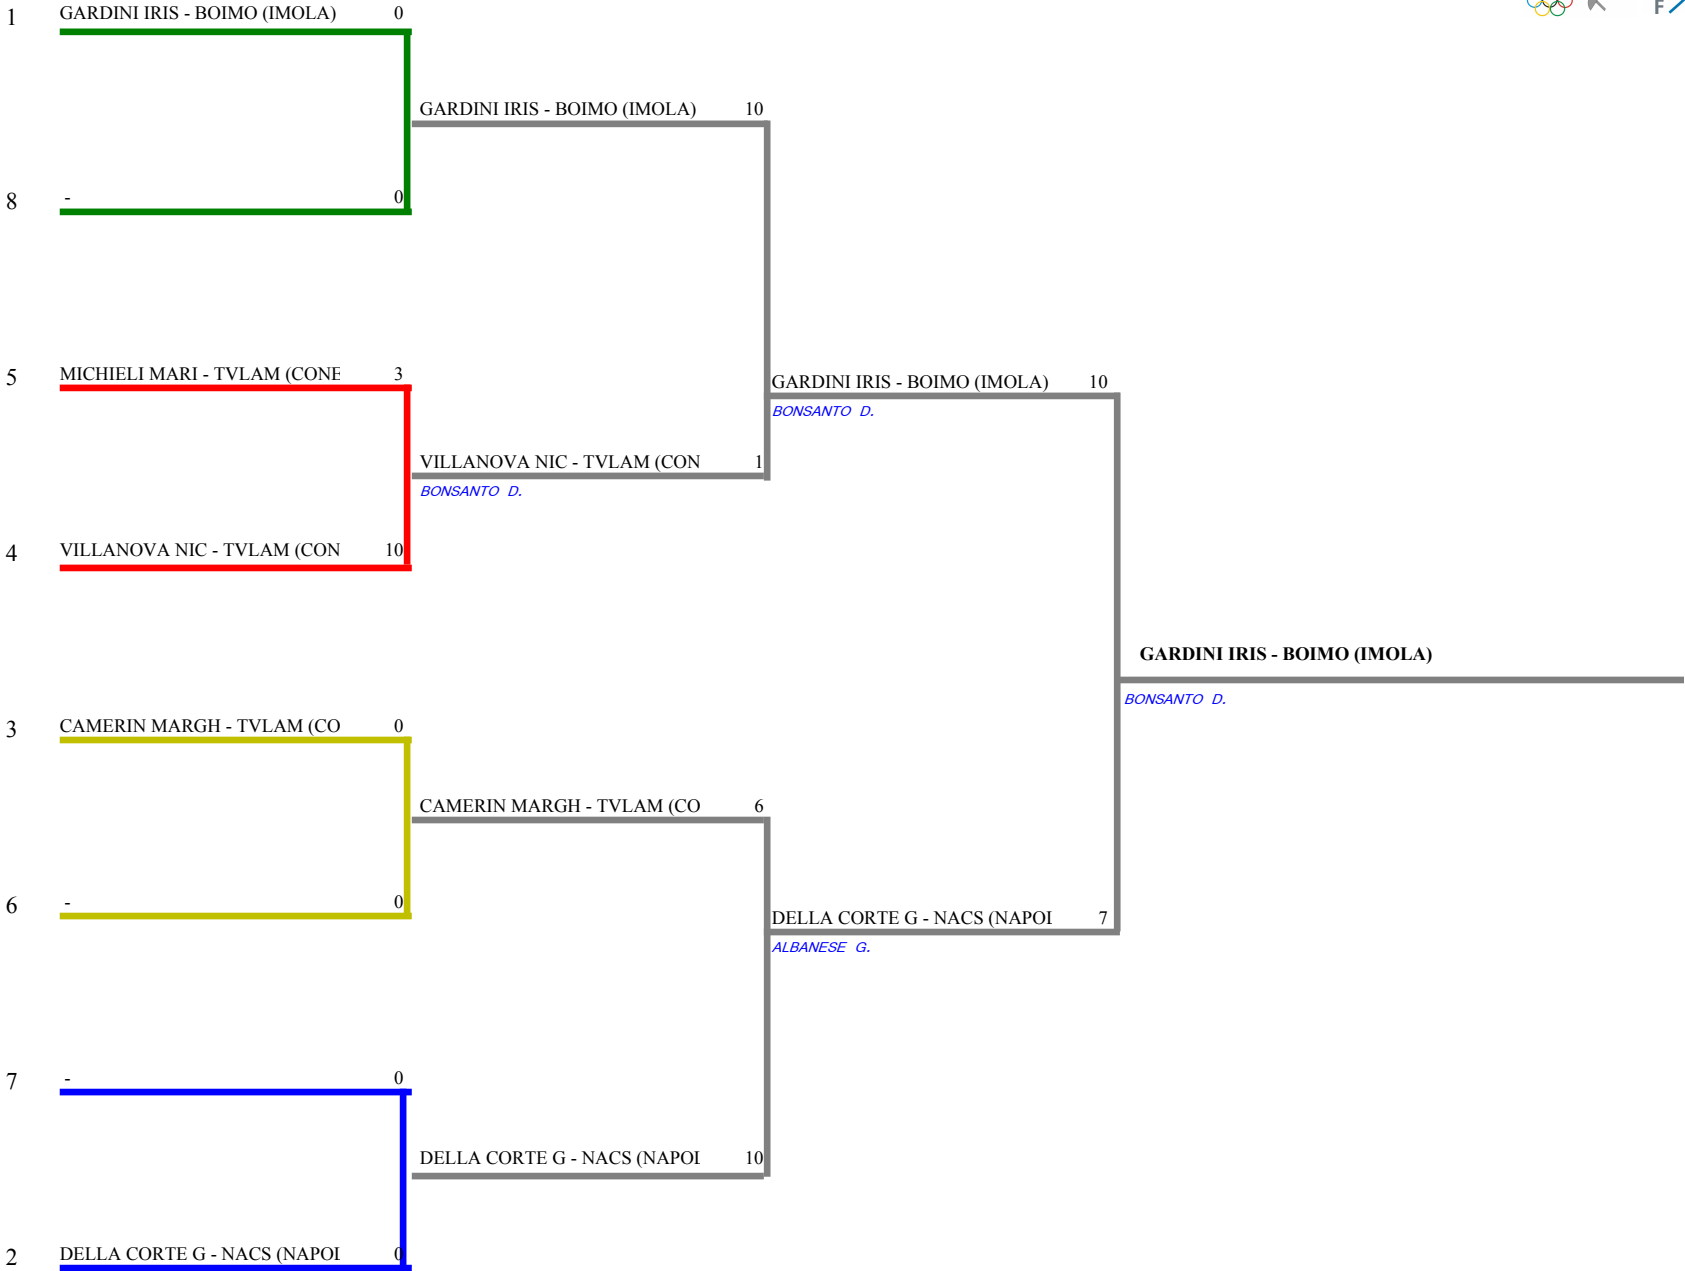 1 GARDINI IRIS - BOIMO (IMOLA) 0
F
GARDINI IRIS - BOIMO (IMOLA) 10
8 - 0
5 MICHIELI MARI - TVLAM (CONE 3
GARDINI IRIS - BOIMO (IMOLA) 10
BONSANTO D.
VILLANOVA NIC - TVLAM (CON 1
BONSANTO D.
4 VILLANOVA NIC - TVLAM (CON 10
GARDINI IRIS - BOIMO (IMOLA)
BONSANTO D.
3 CAMERIN MARGH - TVLAM (CO 0
CAMERIN MARGH - TVLAM (CO 6
6 - 0
DELLA CORTE G - NACS (NAPOI 7
ALBANESE G.
7 - 0
DELLA CORTE G - NACS (NAPOI 10
2 DELLA CORTE G - NACS (NAPOI 0